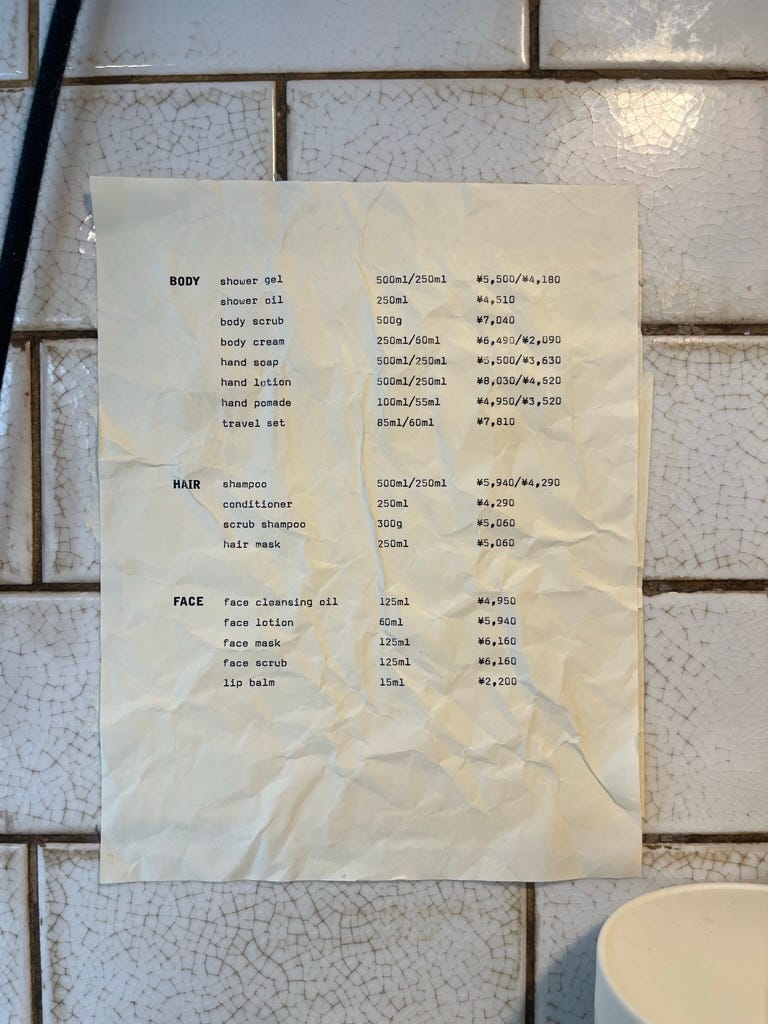 BODY shower gel 500ml/250ml ¥5,500/¥4,180
shower oil 250ml ¥4,510
body scrub 500g ¥7,040
body cream 250ml/60ml ¥6,490/¥2,090
hand soap 500ml/250ml ¥5,500/¥3,630
hand lotion 500ml/250ml ¥8,030/¥4,620
hand pomade 100ml/55ml ¥4,950/¥3,520
travel set 85ml/60ml ¥7,810
HAIR shampoo 500ml/250ml ¥5,940/¥4,290
conditioner 250ml ¥4,290
scrub shampoo 300g ¥5,060
hair mask 250ml ¥5,060
FACE face cleansing oil 125ml ¥4,950
face lotion 60ml ¥5,940
face mask 125ml ¥6,160
face scrub 125ml ¥6,160
lip balm 15ml ¥2,200